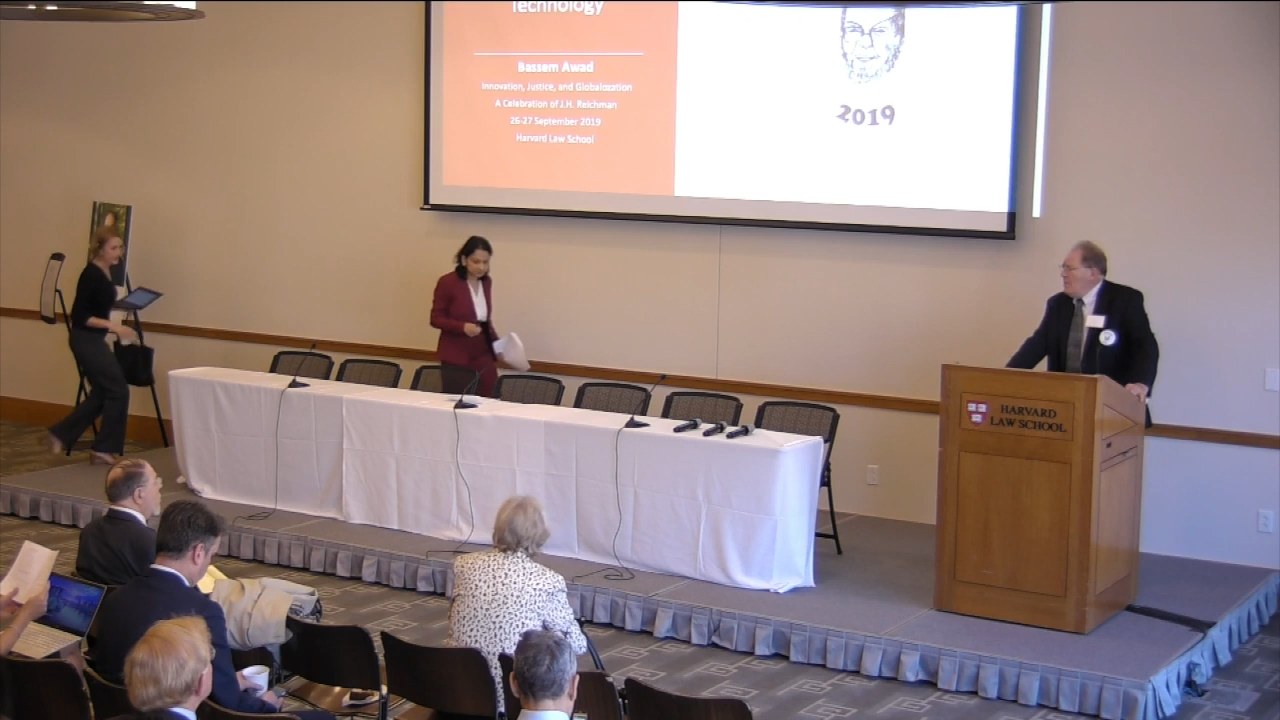 Technology
Bassem Awad
Innovation, Justice, and Globalization
A Celebration of J.H. Reichman
26-27 September 2019
Harvard Law School
2019
HARVARD
LAW SCHOOL